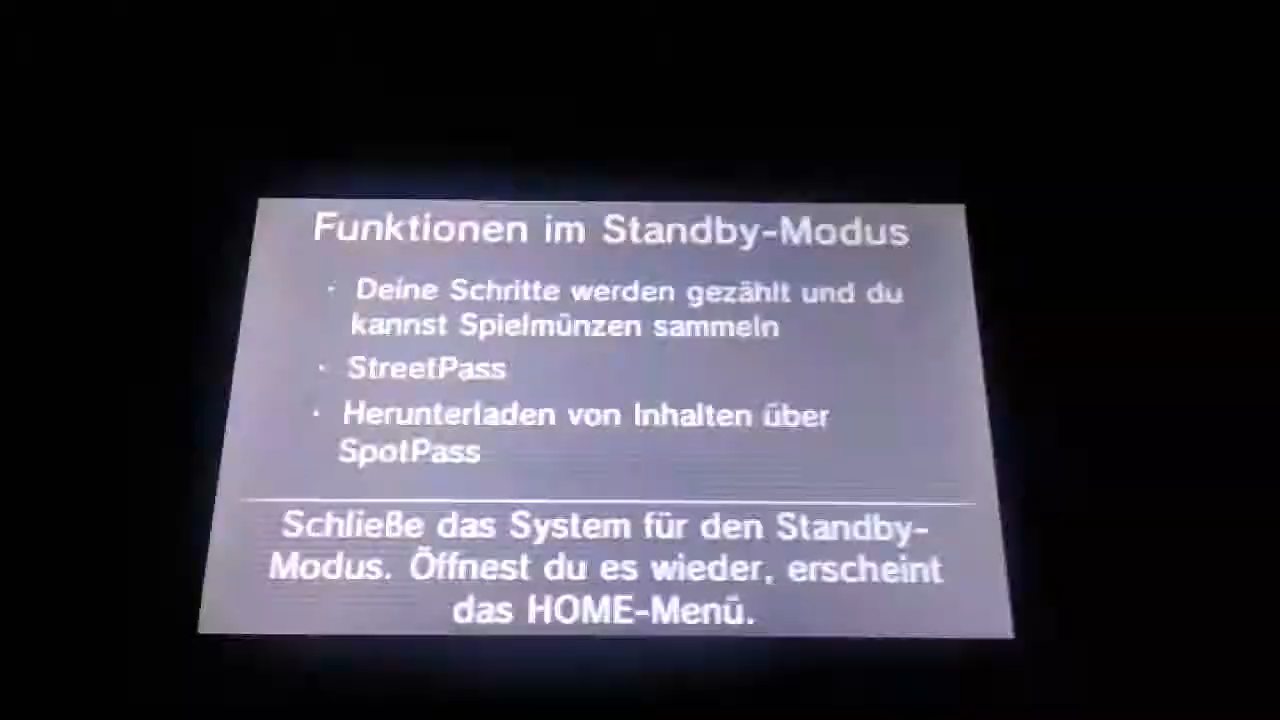 Funktionen im Standby-Modus
· Deine Schritte werden gezählt und du
kannst Spielmünzen sammeln
· StreetPass
· Herunterladen von Inhalten über
SpotPass
Schließe das System für den Standby-
Modus. Öffnest du es wieder, erscheint
das HOME-Menü.